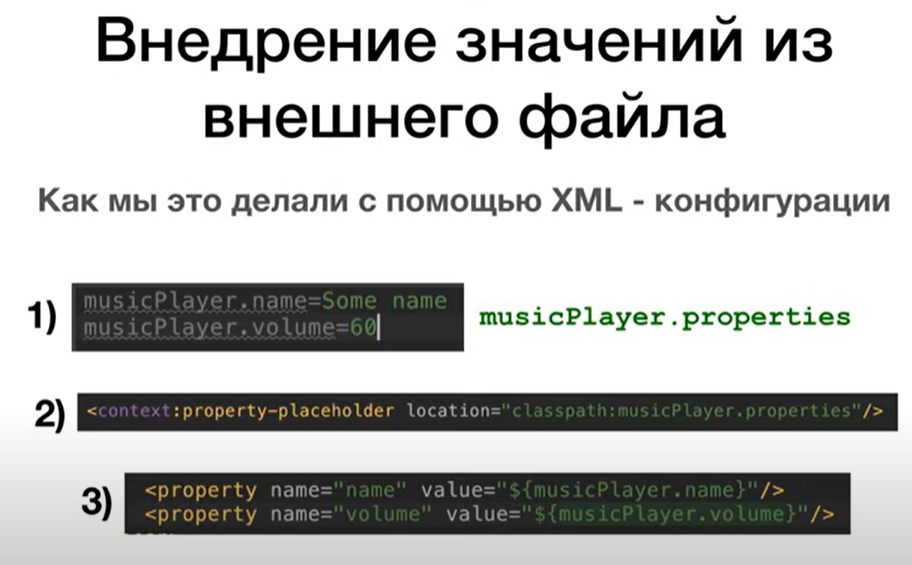 Внедрение значений из
внешнего файла
Как мы это делали с помощью XML - конфигурации
1) musicPlayer.name=Some name
musicPlayer.volume=60
musicPlayer.properties
2) <context:property-placeholder location="classpath:musicPlayer.properties"/>
3) <property name="name" value="${musicPlayer.name}"/>
<property name="volume" value="${musicPlayer.volume}"/>